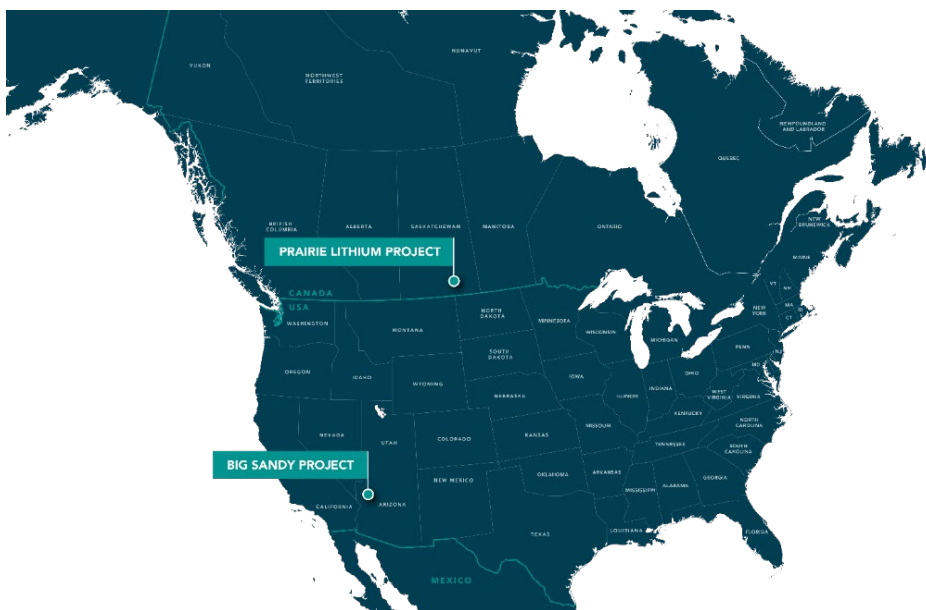 NUNAVUT
YUKON
NORTHWEST
TERRITORIES
NEWFOUNDLAND
AND LABRADOR
QUEBEC
BRITISH
COLUMBIA
ALBERTA
SASKATCHEWAN
MANITOBA
ONTARIO
NEW
BRUNSWICK
PRAIRIE LITHIUM PROJECT
MAINE
CANADA
USA
WASHINGTON
MONTANA
NORTH
DAKOTA
MINNESOTA
WISCONSIN
MICHIGAN
VT
NH
NEW
YORK
MA
CT
RI
OREGON
IDAHO
WYOMING
SOUTH
DAKOTA
IOWA
NEBRASKA
ILLINOIS
INDIANA
OHIO
PENN
NJ
MD
WEST
VIRGINIA
VIRGINIA
NEVADA
UTAH
COLORADO
KANSAS
MISSOURI
KENTUCKY
NORTH
CAROLINA
TENNESSEE
SOUTH
CAROLINA
BIG SANDY PROJECT
CALIFORNIA
ARIZONA
NEW MEXICO
OKLAHOMA
ARKANSAS
MISSISSIPPI
ALABAMA
GEORGIA
TEXAS
LOUISIANA
FLORIDA
MEXICO